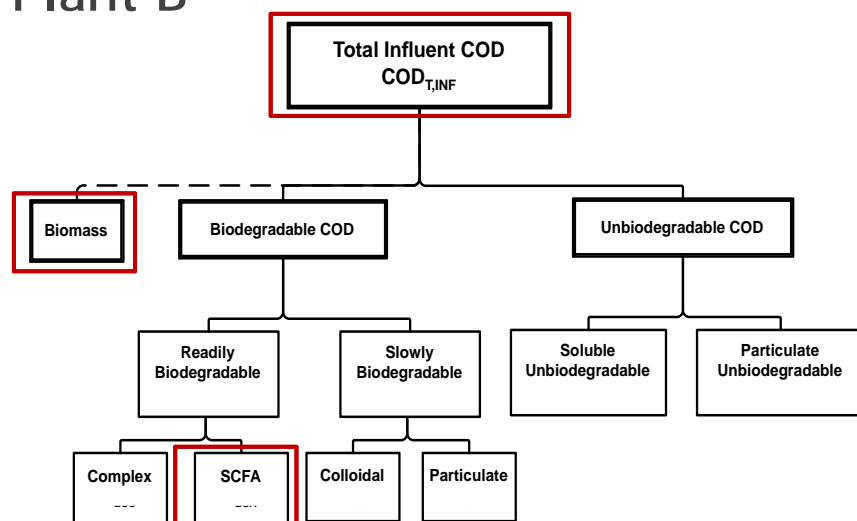 Plant B
Total Influent COD
COD_T,INF
Biomass
Biodegradable COD
Unbiodegradable COD
Readily
Biodegradable
Slowly
Biodegradable
Soluble
Unbiodegradable
Particulate
Unbiodegradable
Complex
SCFA
Colloidal
Particulate